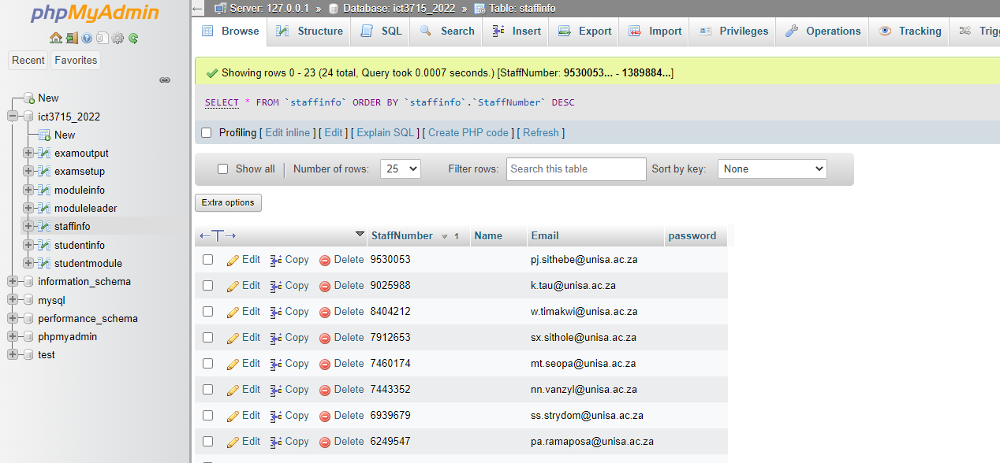 phpMyAdmin
Recent Favorites
New
ict3715_2022
New
examoutput
examsetup
moduleinfo
moduleleader
staffinfo
studentinfo
studentmodule
information_schema
mysql
performance_schema
phpmyadmin
test
Server: 127.0.0.1 » Database: ict3715_2022 » Table: staffinfo
Browse Structure SQL Search Insert Export Import Privileges Operations Tracking Trigg
Showing rows 0 - 23 (24 total, Query took 0.0007 seconds.) [StaffNumber: 9530053... - 1389884...]
SELECT * FROM `staffinfo` ORDER BY `staffinfo`.`StaffNumber` DESC
Profiling [ Edit inline ] [ Edit ] [ Explain SQL ] [ Create PHP code ] [ Refresh ]
Show all Number of rows: 25 Filter rows: Search this table Sort by key: None
Extra options
StaffNumber 1 Name Email password
Edit Copy Delete 9530053 pj.sithebe@unisa.ac.za
Edit Copy Delete 9025988 k.tau@unisa.ac.za
Edit Copy Delete 8404212 w.timakwi@unisa.ac.za
Edit Copy Delete 7912653 sx.sithole@unisa.ac.za
Edit Copy Delete 7460174 mt.seopa@unisa.ac.za
Edit Copy Delete 7443352 nn.vanzyl@unisa.ac.za
Edit Copy Delete 6939679 ss.strydom@unisa.ac.za
Edit Copy Delete 6249547 pa.ramaposa@unisa.ac.za